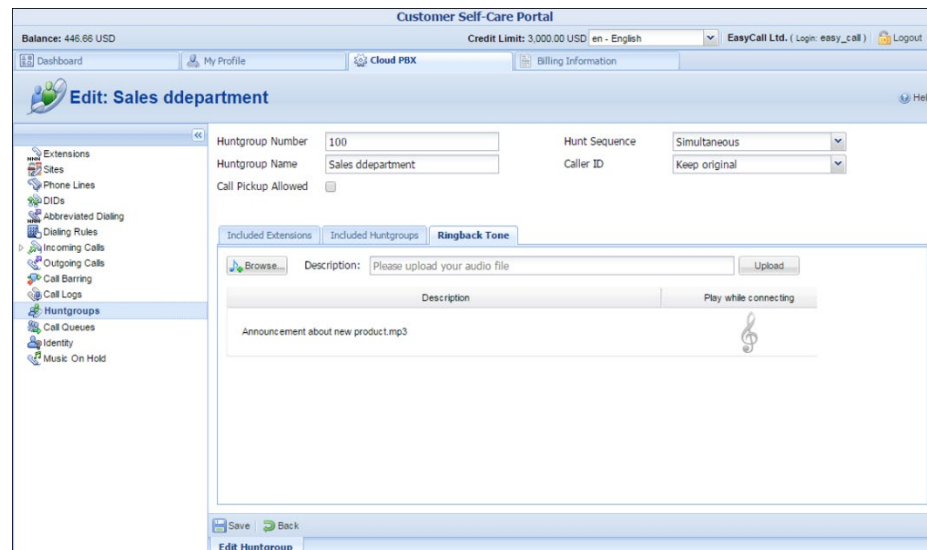 Customer Self-Care Portal
Balance: 446.66 USD
Credit Limit: 3,000.00 USD en - English EasyCall Ltd. ( Login: easy_call ) Logout
Dashboard My Profile Cloud PBX Billing Information
Edit: Sales ddepartment
Hel
Extensions
Sites
Phone Lines
DIDs
Abbreviated Dialing
Dialing Rules
Incoming Calls
Outgoing Calls
Call Barring
Call Logs
Huntgroups
Call Queues
Identity
Music On Hold
Huntgroup Number 100 Hunt Sequence Simultaneous
Huntgroup Name Sales ddepartment Caller ID Keep original
Call Pickup Allowed
Included Extensions Included Huntgroups Ringback Tone
Browse... Description: Please upload your audio file Upload
Description Play while connecting
Announcement about new product.mp3
Save Back
Edit Huntgroup